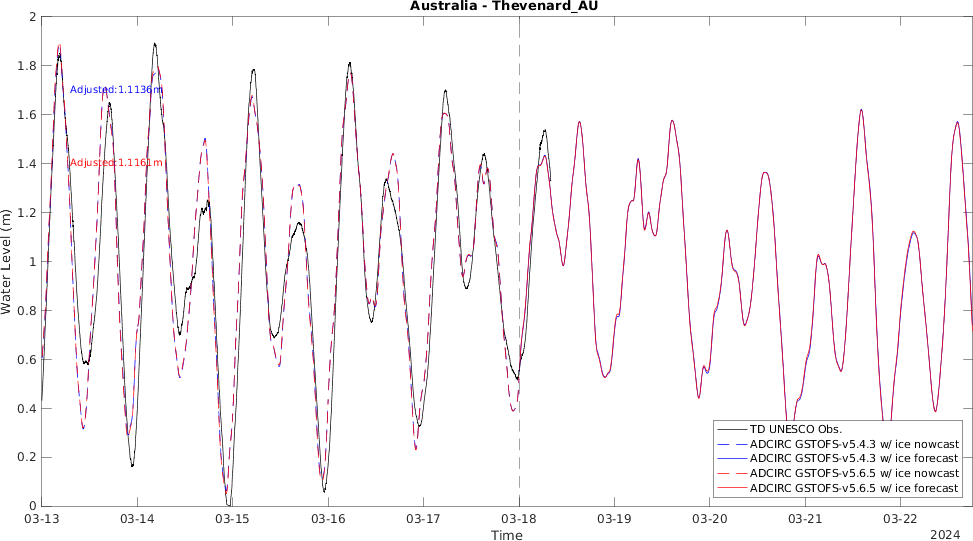 Australia - Thevenard_AU
Water Level (m)
2
1.8
1.6
1.4
1.2
1
0.8
0.6
0.4
0.2
0
Adjusted:1.1136m
Adjusted:1.1161m
TD UNESCO Obs.
ADCIRC GSTOFS-v5.4.3 w/ ice nowcast
ADCIRC GSTOFS-v5.4.3 w/ ice forecast
ADCIRC GSTOFS-v5.6.5 w/ ice nowcast
ADCIRC GSTOFS-v5.6.5 w/ ice forecast
03-13 03-14 03-15 03-16 03-17 03-18 03-19 03-20 03-21 03-22
Time
2024